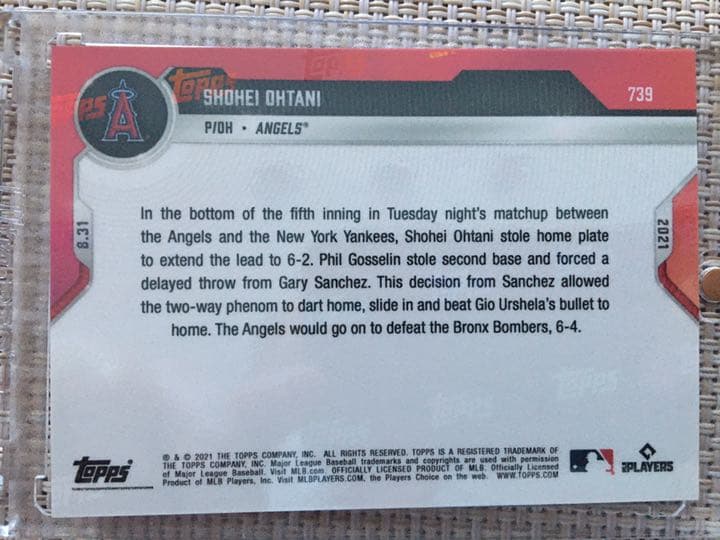 SHOHEI OHTANI
739
P/DH • ANGELS®
A
8.31
2021
In the bottom of the fifth inning in Tuesday night's matchup between
the Angels and the New York Yankees, Shohei Ohtani stole home plate
to extend the lead to 6-2. Phil Gosselin stole second base and forced a
delayed throw from Gary Sanchez. This decision from Sanchez allowed
the two-way phenom to dart home, slide in and beat Gio Urshela's bullet to
home. The Angels would go on to defeat the Bronx Bombers, 6-4.
topps
® & © 2021 THE TOPPS COMPANY, INC. ALL RIGHTS RESERVED. TOPPS IS A REGISTERED TRADEMARK OF
THE TOPPS COMPANY, INC. Major League Baseball trademarks and copyrights are used with permission
of Major League Baseball. Visit MLB.com. OFFICIALLY LICENSED PRODUCT OF MLB. Officially Licensed
Product of MLB Players, Inc. Visit MLBPLAYERS.COM, the Players Choice on the web. WWW.TOPPS.COM
PLAYERS